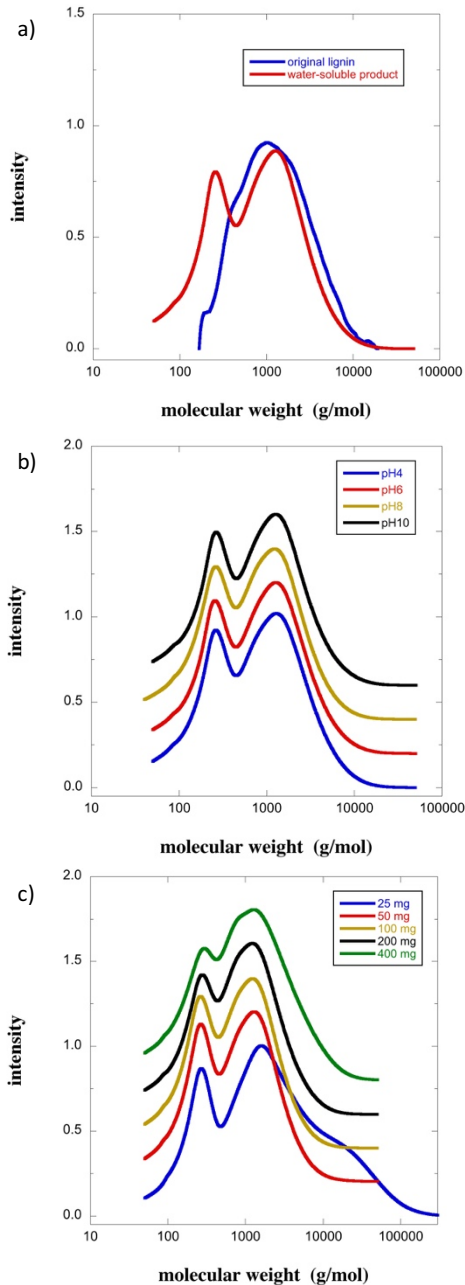 a)
1.5
original lignin
water-soluble product
1.0
intensity
0.5
0.0
10 100 1000 10000 100000
molecular weight (g/mol)
b)
2.0
pH4
pH6
pH8
pH10
1.5
intensity
1.0
0.5
0.0
10 100 1000 10000 100000
molecular weight (g/mol)
c)
2.0
25 mg
50 mg
100 mg
200 mg
400 mg
1.5
intensity
1.0
0.5
0.0
10 100 1000 10000 100000
molecular weight (g/mol)